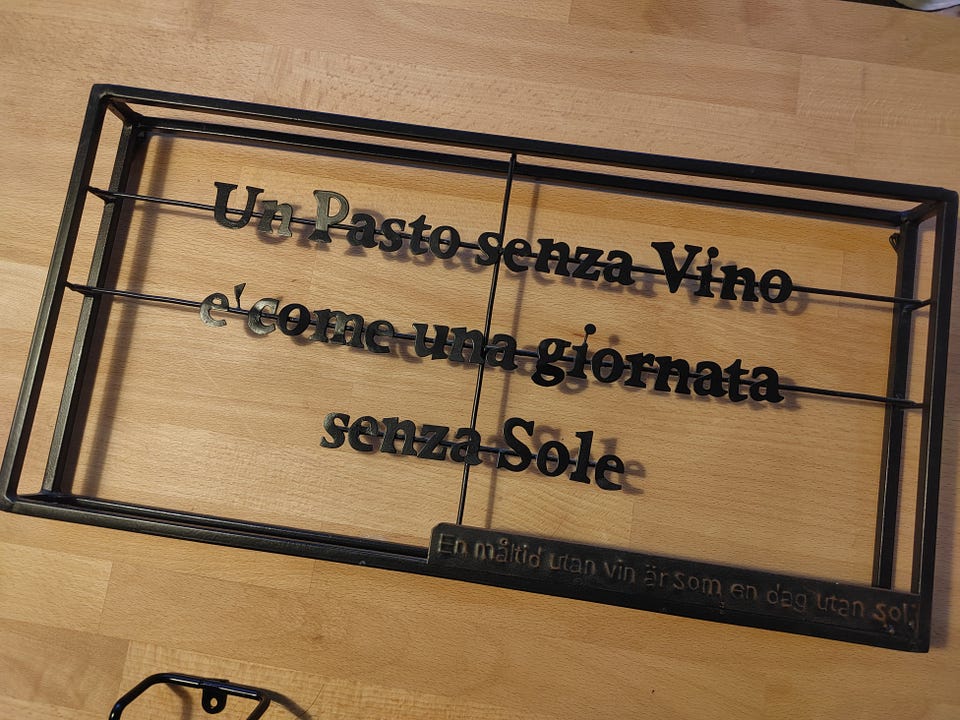 Un Pasto senza Vino
e' come una giornata
senza Sole
En måltid utan vin är som en dag utan sol